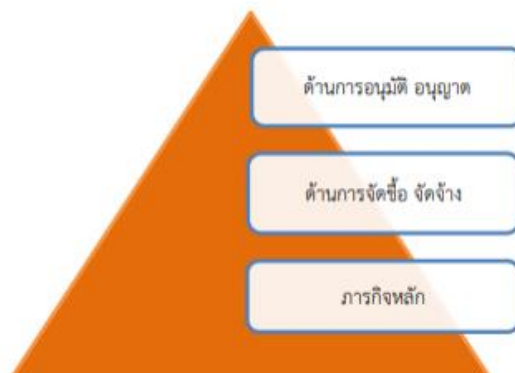 ด้านการอนุมัติ อนุญาต
ด้านการจัดซื้อ จัดจ้าง
ภารกิจหลัก